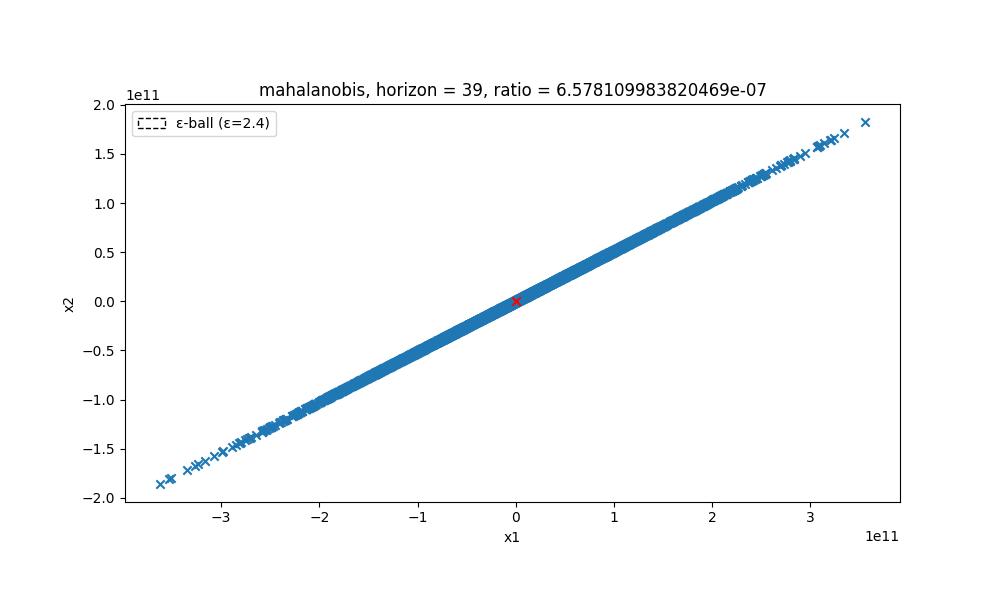 mahalanobis, horizon = 39, ratio = 6.578109983820469e-07
1e11
ε-ball (ε=2.4)
2.0
1.5
1.0
0.5
0.0
−0.5
−1.0
−1.5
−2.0
x2
−3
−2
−1
0
1
2
3
x1
1e11